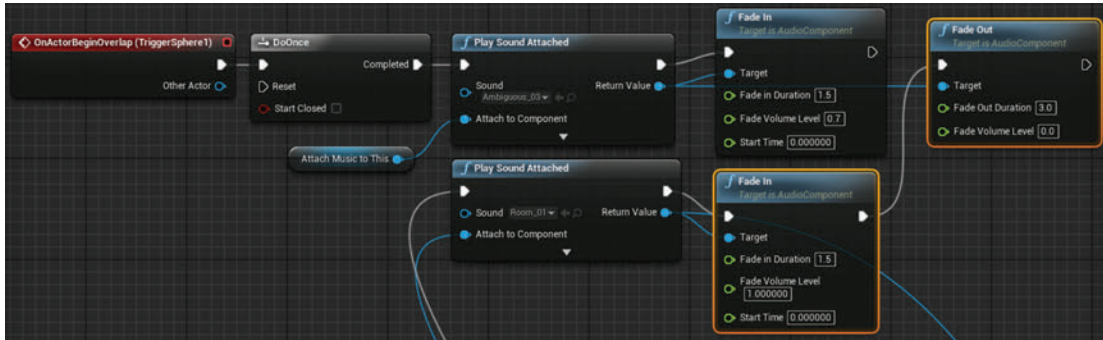 OnActorBeginOverlap (TriggerSphere1)
Other Actor
DoOnce
Completed
Reset
Start Closed
Attach Music to This
f Play Sound Attached
Sound
Return Value
Ambiguous_03
Attach to Component
f Play Sound Attached
Sound Room_01 Return Value
Attach to Component
f Fade In
Target is AudioComponent
Target
Fade in Duration 1.5
Fade Volume Level 0.7
Start Time 0.000000
f Fade In
Target is AudioComponent
Target
Fade in Duration 1.5
Fade Volume Level
1.000000
Start Time 0.000000
f Fade Out
Target is AudioComponent
Target
Fade Out Duration 3.0
Fade Volume Level 0.0